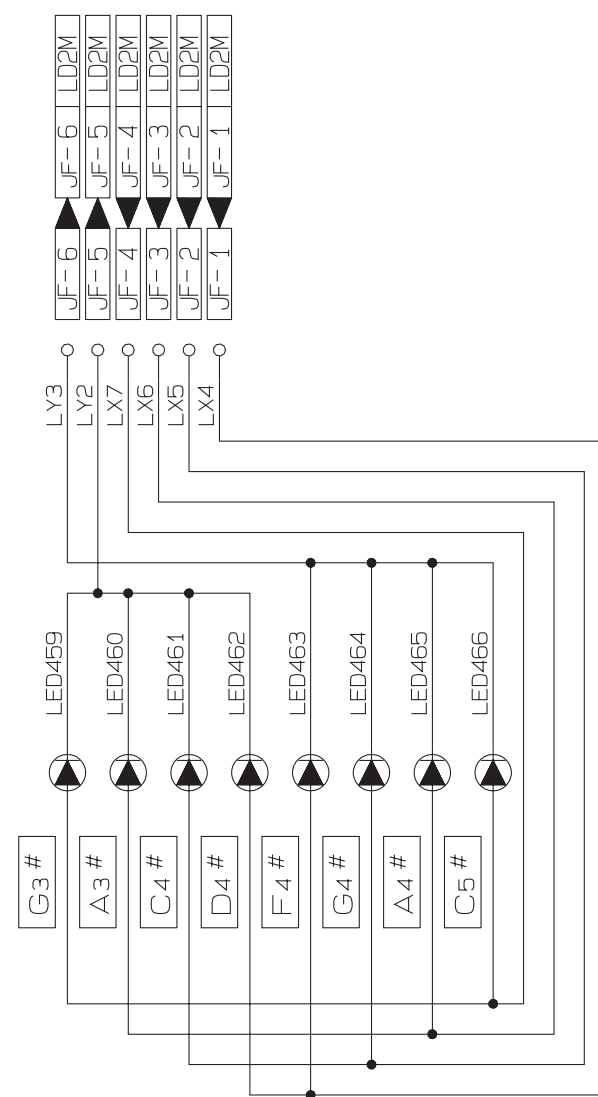 JF-6 LD2M
JF-5 LD2M
JF-4 LD2M
JF-3 LD2M
JF-2 LD2M
JF-1 LD2M
JF-6
JF-5
JF-4
JF-3
JF-2
JF-1
LY3
LY2
LX7
LX6
LX5
LX4
LED459
LED460
LED461
LED462
LED463
LED464
LED465
LED466
G3#
A3#
C4#
D4#
F4#
G4#
A4#
C5#